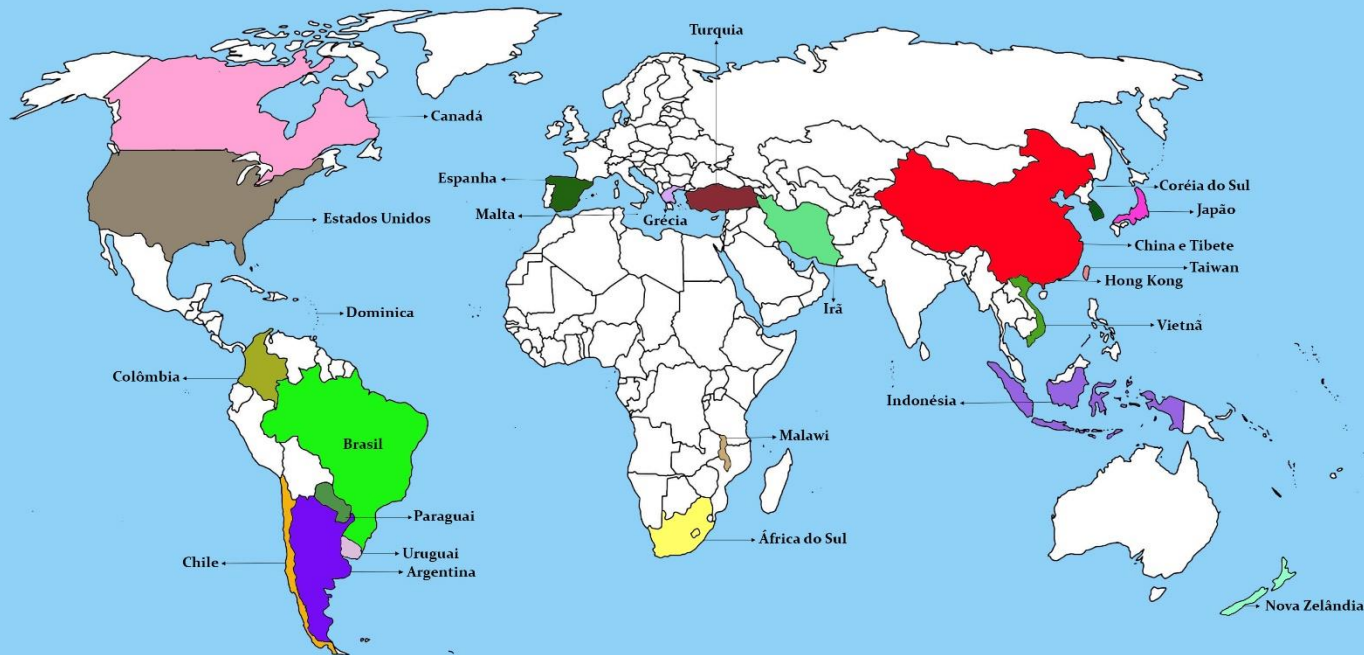 Turquia
Canadá
Espanha
Coréia do Sul
Estados Unidos
Malta
Grécia
Japão
China e Tibete
Taiwan
Hong Kong
Dominica
Irã
Vietnã
Colômbia
Indonésia
Brasil
Malawi
Paraguai
África do Sul
Uruguai
Chile
Argentina
Nova Zelândia